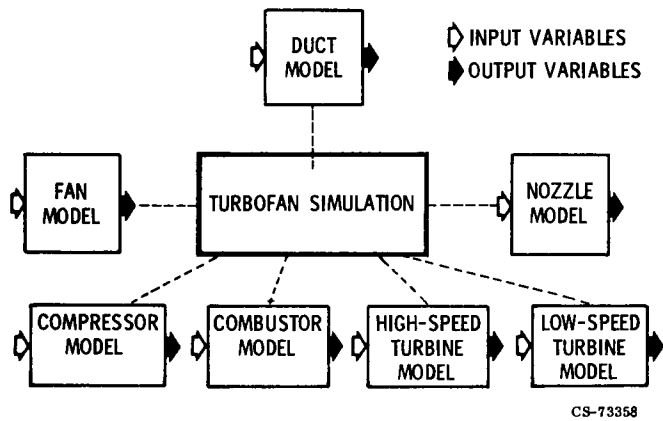 DUCT
MODEL
INPUT VARIABLES
OUTPUT VARIABLES
FAN
MODEL
TURBOFAN SIMULATION
NOZZLE
MODEL
COMPRESSOR
MODEL
COMBUSTOR
MODEL
HIGH-SPEED
TURBINE
MODEL
LOW-SPEED
TURBINE
MODEL
CS-73358